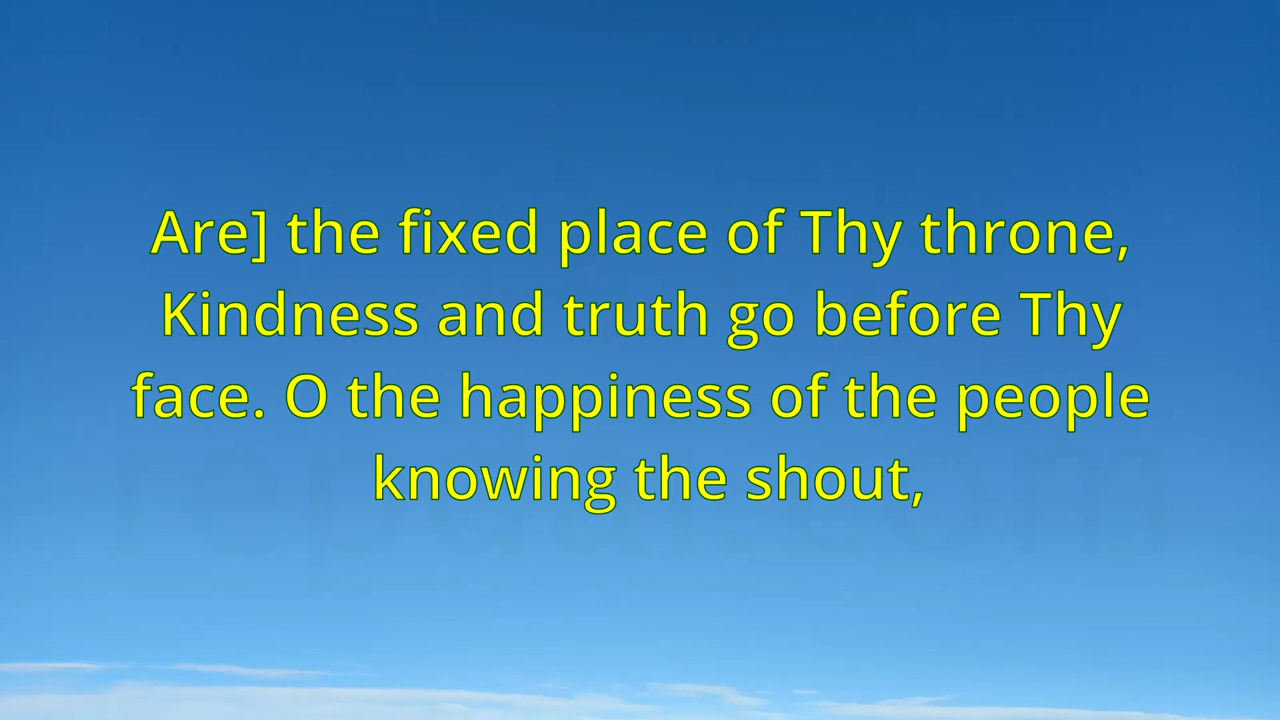 Are] the fixed place of Thy throne,
Kindness and truth go before Thy
face. O the happiness of the people
knowing the shout,